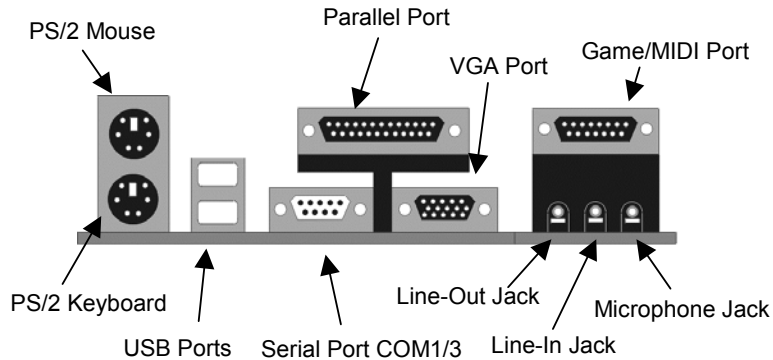 Parallel Port
PS/2 Mouse
Game/MIDI Port
VGA Port
PS/2 Keyboard
Line-Out Jack
Microphone Jack
USB Ports
Serial Port COM1/3
Line-In Jack